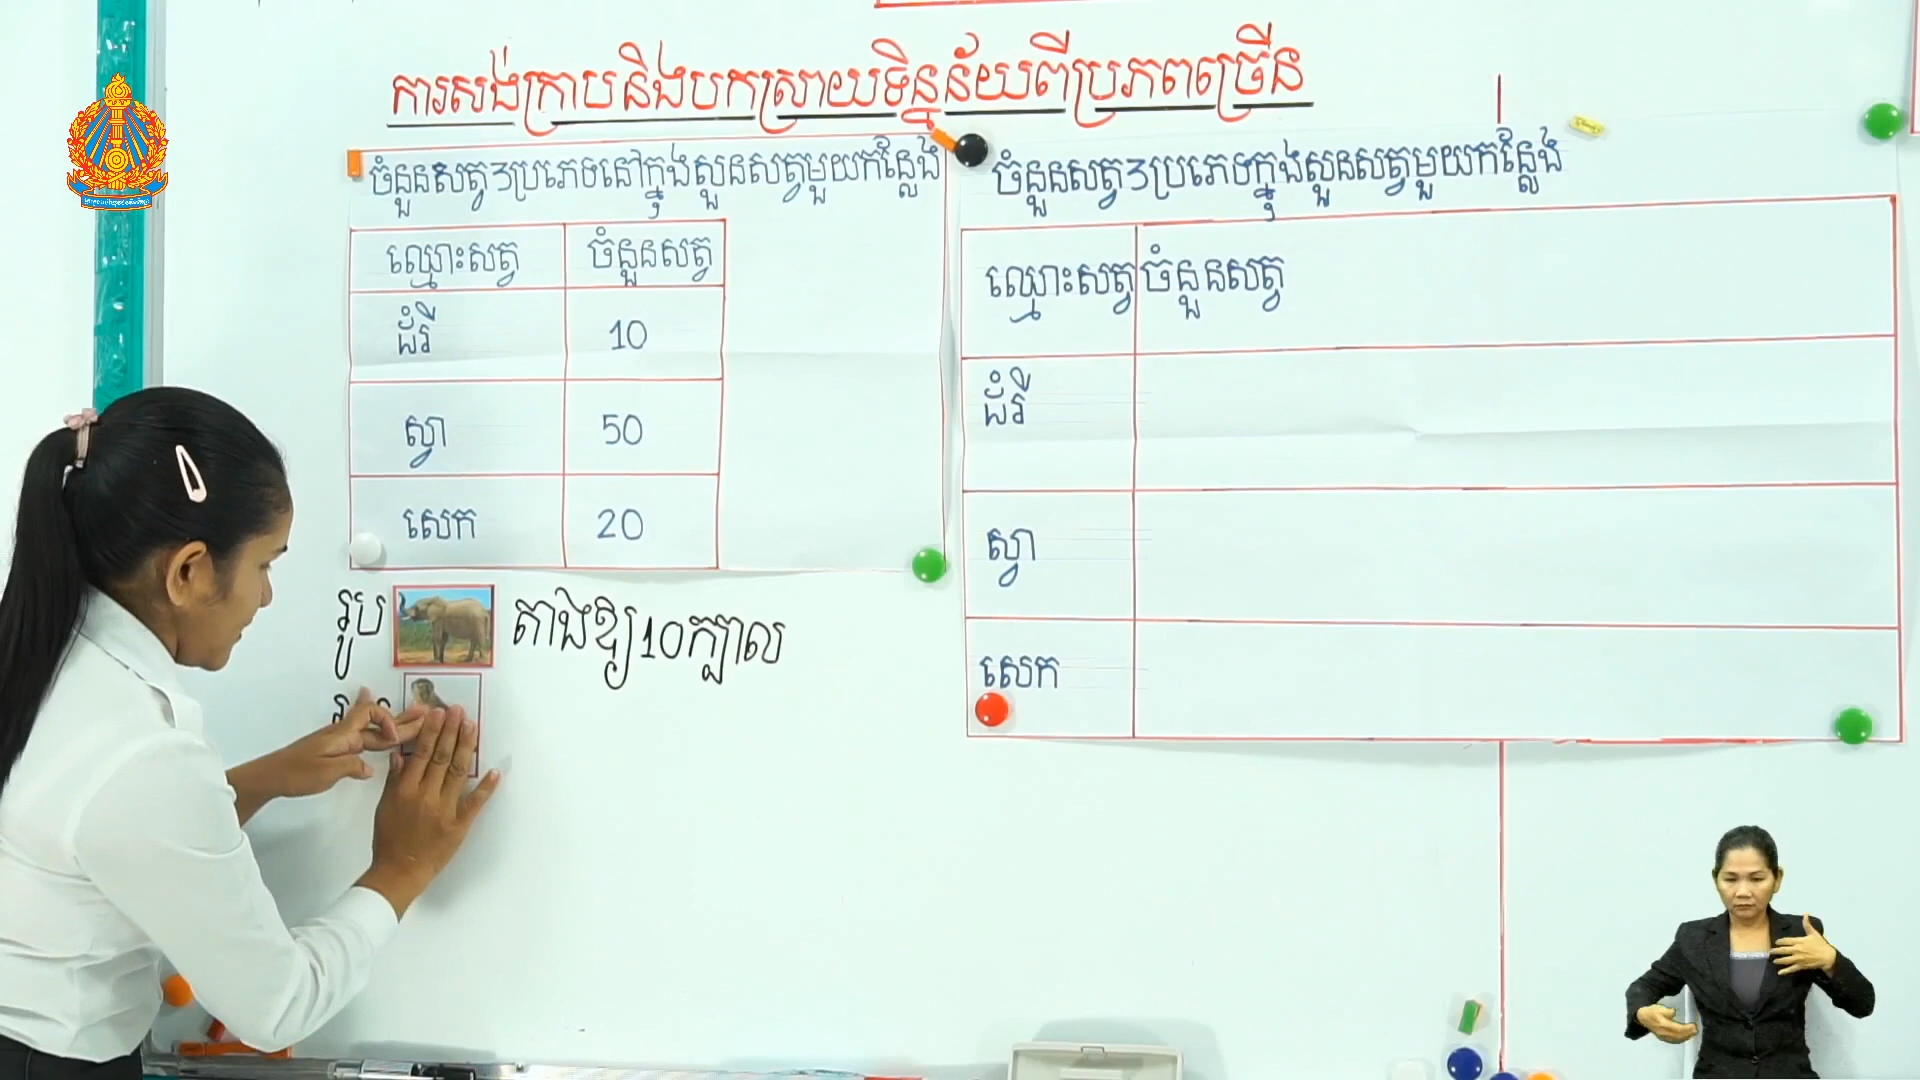 ការសង់ក្រាបនិងបកស្រាយទិន្នន័យពីប្រភពច្រើន
ចំនួនសត្វ3ប្រភេទនៅក្នុងសួនសត្វមួយកន្លែង
ឈ្មោះសត្វ ចំនួនសត្វ
ដំរី 10
ស្វា 50
សេក 20
រូប តាងឱ្យ10ក្បាល
ចំនួនសត្វ3ប្រភេទក្នុងសួនសត្វមួយកន្លែង
ឈ្មោះសត្វ ចំនួនសត្វ
ដំរី
ស្វា
សេក